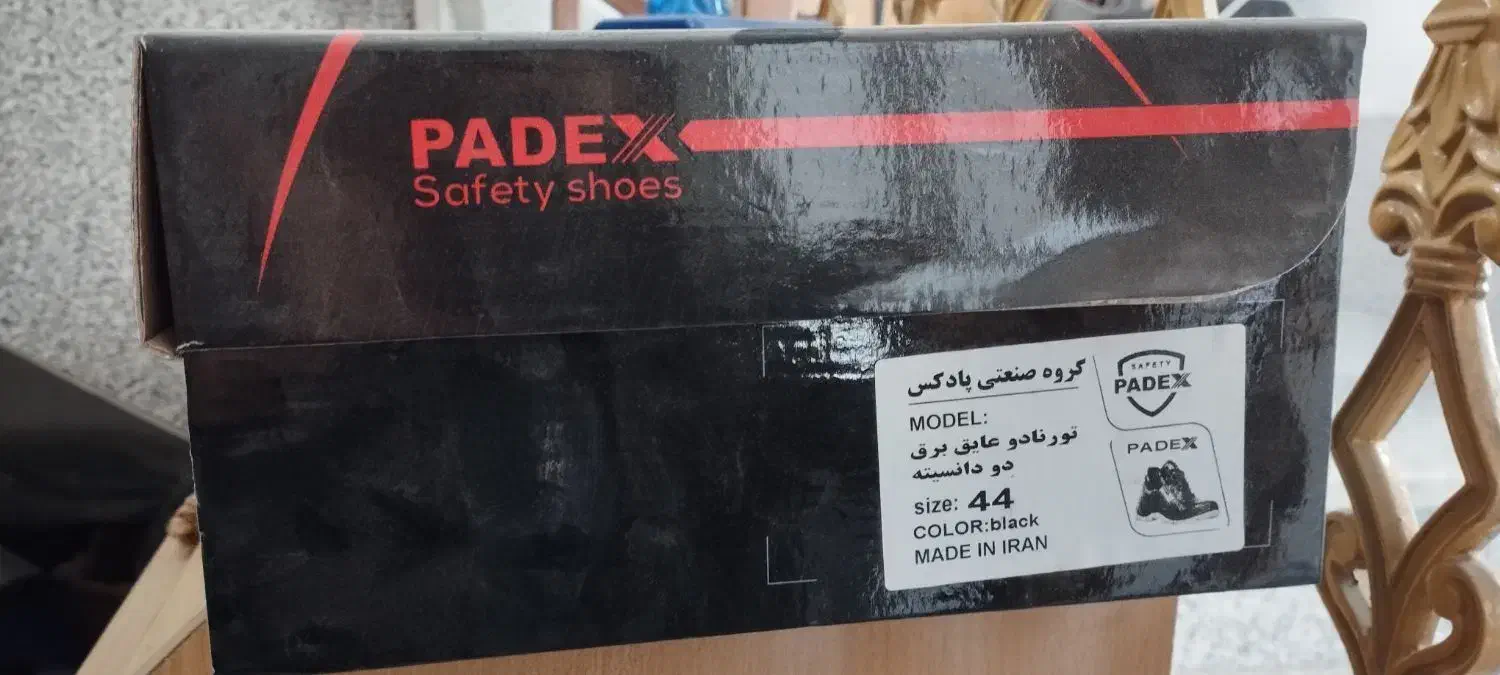 PADEX
Safety shoes
گروه صنعتی پادکس
MODEL:
تورنادو عایق برق
دو دانسیته
size: 44
COLOR:black
MADE IN IRAN
SAFETY
PADEX
PADEX